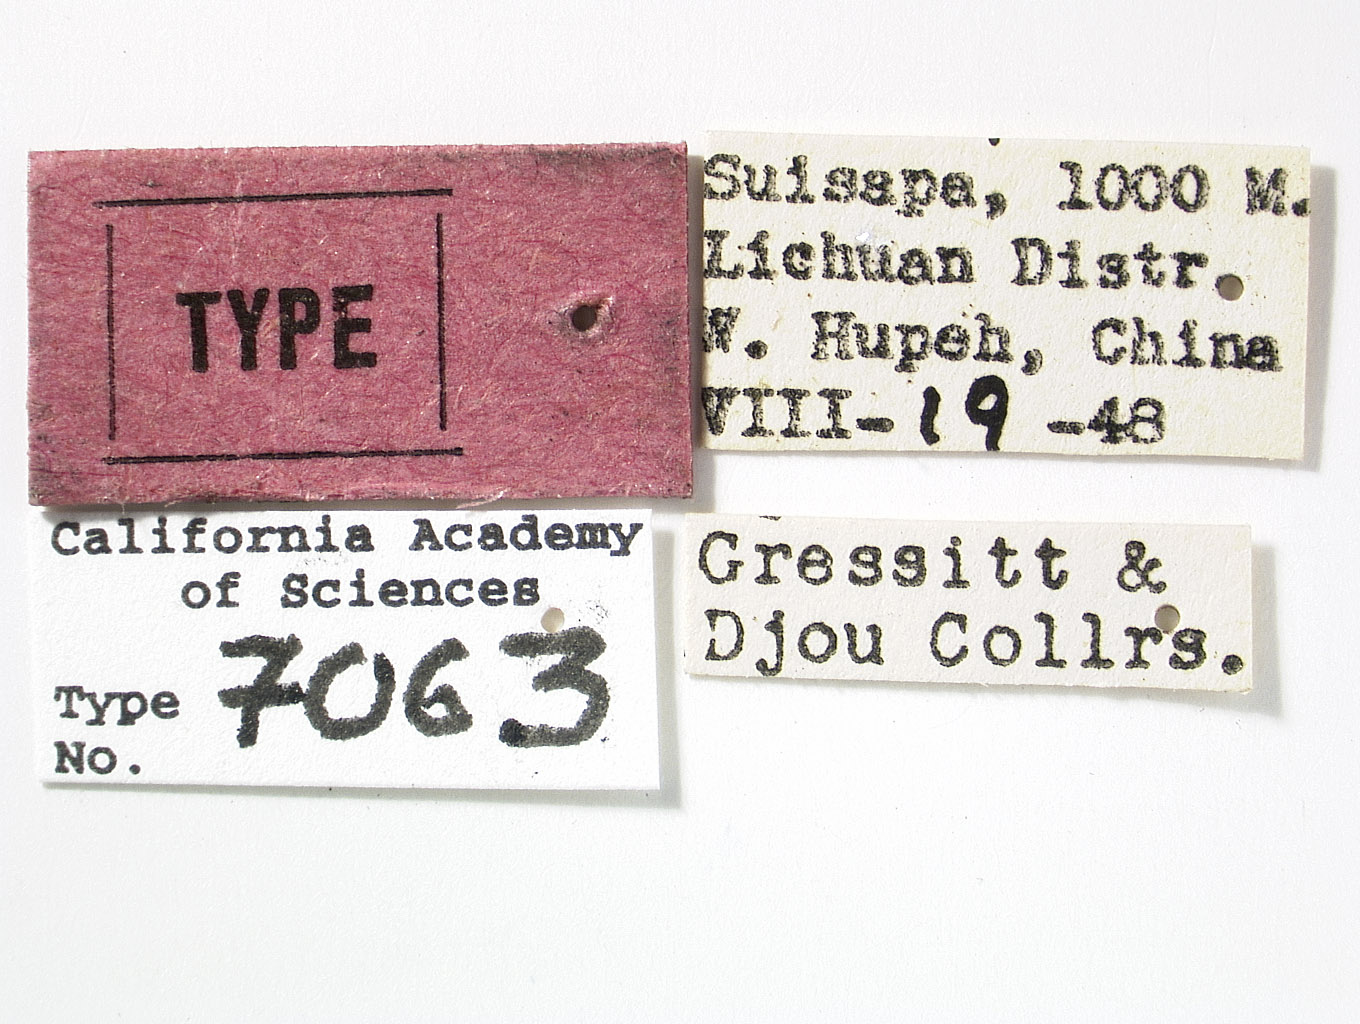 TYPE
Suisapa, 1000 M.
Lichuan Distr.
W. Hupeh, China
VIII-19-48
California Academy
of Sciences
Type
No. 7063
Gressitt &
Djou Collrs.